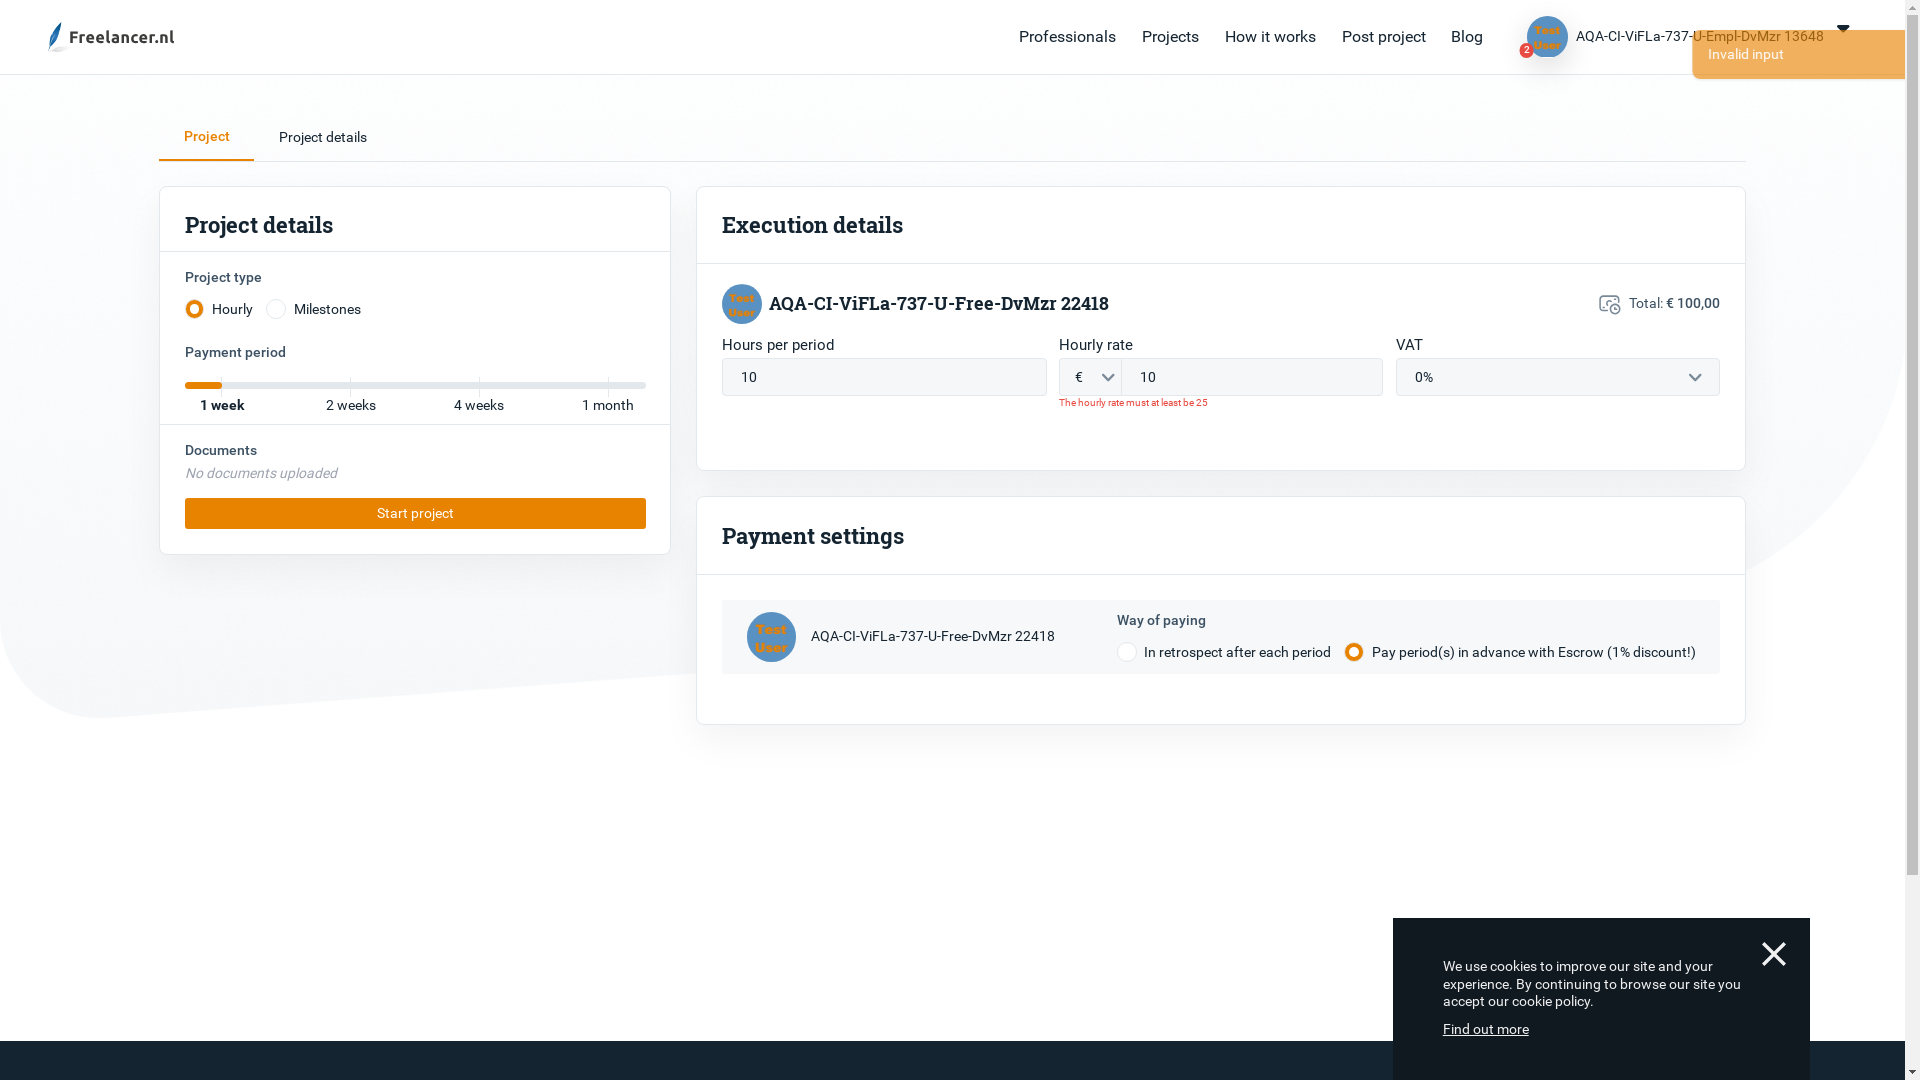 Freelancer.nl
Professionals
Projects
How it works
Post project
Blog
Test
User
2
AQA-CI-ViFLa-737-U-Empl-DvMzr 13648
Invalid input
Project
Project details
Project details
Project type
Hourly
Milestones
Payment period
1 week
2 weeks
4 weeks
1 month
Documents
No documents uploaded
Start project
Execution details
Test
User
AQA-CI-ViFLa-737-U-Free-DvMzr 22418
Total: € 100,00
Hours per period
Hourly rate
VAT
10
€
10
0%
The hourly rate must at least be 25
Payment settings
Test
User
AQA-CI-ViFLa-737-U-Free-DvMzr 22418
Way of paying
In retrospect after each period
Pay period(s) in advance with Escrow (1% discount!)
We use cookies to improve our site and your
experience. By continuing to browse our site you
accept our cookie policy.
Find out more